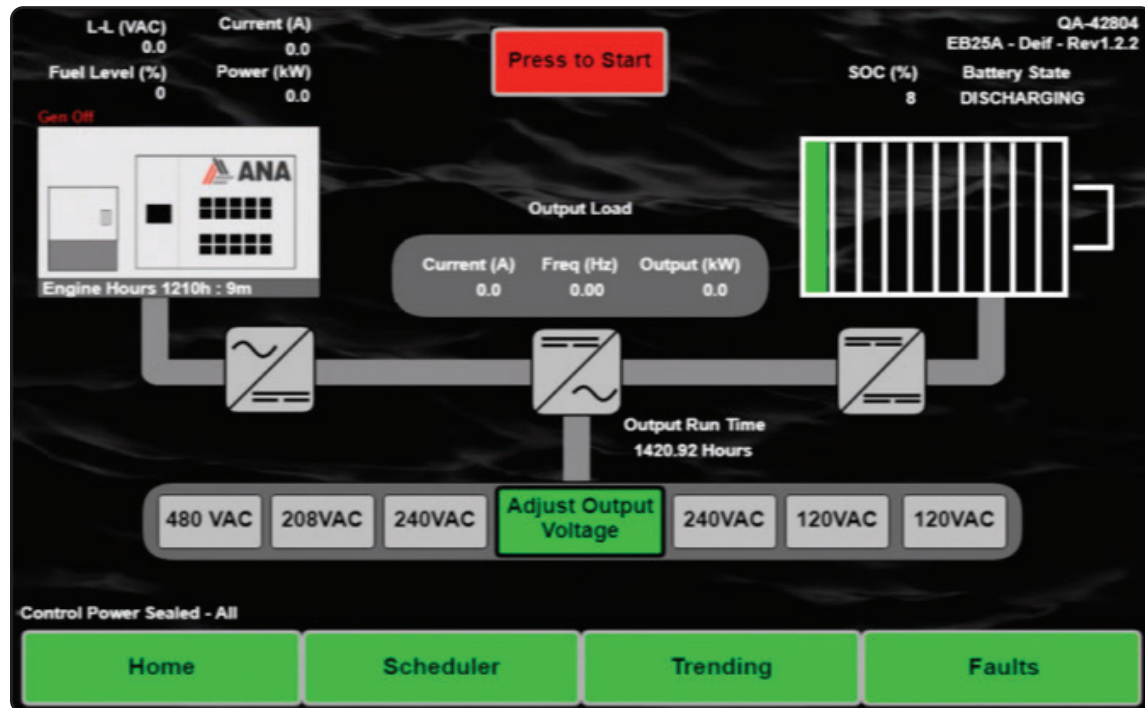 L-L (VAC) Current (A)
0.0 0.0
Fuel Level (%) Power (kW)
0 0.0
Gen Off
ANA
Engine Hours 1210h : 9m
Press to Start
QA-42804
EB25A - Deif - Rev1.2.2
SOC (%) Battery State
8 DISCHARGING
Output Load
Current (A) Freq (Hz) Output (kW)
0.0 0.00 0.0
Output Run Time
1420.92 Hours
480 VAC 208VAC 240VAC Adjust Output Voltage 240VAC 120VAC 120VAC
Control Power Sealed - All
Home Scheduler Trending Faults